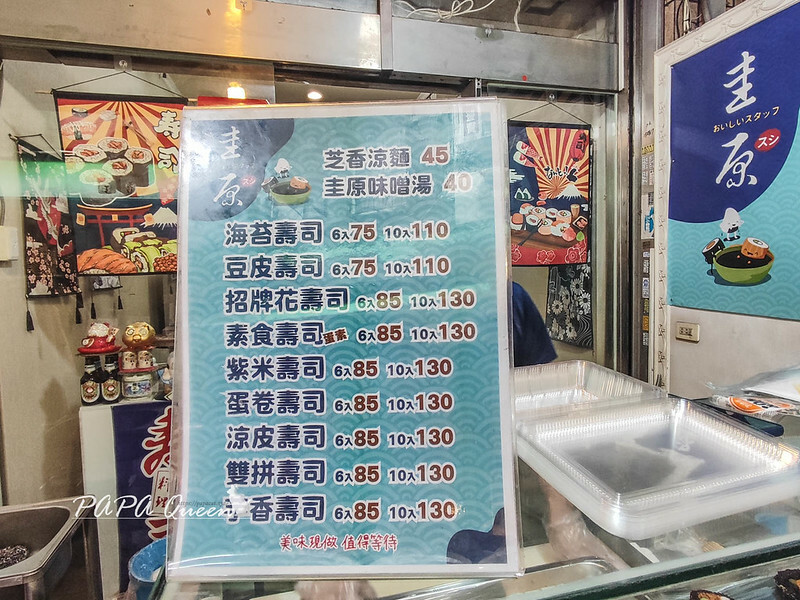 圭原
スシ
芝香涼麵 45
圭原味噌湯 40
海苔壽司 6入75 10入110
豆皮壽司 6入75 10入110
招牌花壽司 6入85 10入130
素食壽司 蛋素 6入85 10入130
紫米壽司 6入85 10入130
蛋卷壽司 6入85 10入130
涼皮壽司 6入85 10入130
雙拼壽司 6入85 10入130
香壽司 6入85 10入130
美味現做 值得等待
PAPA Queen
圭原
おいしいスタッフ
スシ
寿司